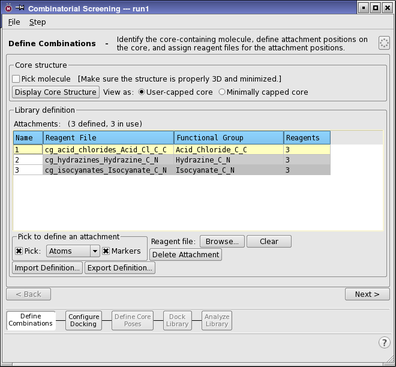 Combinatorial Screening — run1
File Step
Define Combinations - Identify the core-containing molecule, define attachment positions on
the core, and assign reagent files for the attachment positions.
Core structure
Pick molecule [Make sure the structure is properly 3D and minimized.]
Display Core Structure View as: User-capped core Minimally capped core
Library definition
Attachments: (3 defined, 3 in use)
Name Reagent File Functional Group Reagents
1 cg_acid_chlorides_Acid_Cl_C_C Acid_Chloride_C_C 3
2 cg_hydrazines_Hydrazine_C_N Hydrazine_C_N 3
3 cg_isocyanates_Isocyanate_C_N Isocyanate_C_N 3
Pick to define an attachment
Pick: Atoms Markers
Reagent file: Browse... Clear
Delete Attachment
Import Definition... Export Definition...
< Back Next >
Define Combinations
Configure Docking
Define Core Poses
Dock Library
Analyze Library
?